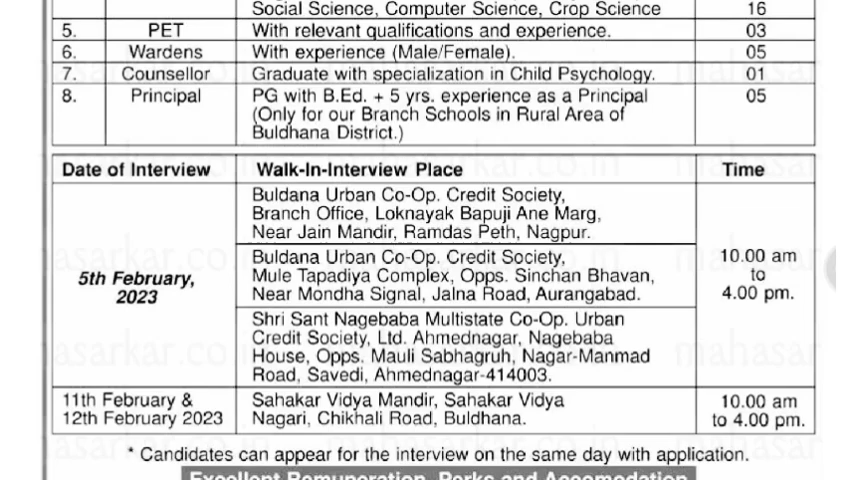 Social Science, Computer Science, Crop Science 16
5. PET With relevant qualifications and experience. 03
6. Wardens With experience (Male/Female). 05
7. Counsellor Graduate with specialization in Child Psychology. 01
8. Principal PG with B.Ed. + 5 yrs. experience as a Principal 05
(Only for our Branch Schools in Rural Area of
Buldhana District.)
Date of Interview Walk-In-Interview Place Time
Buldana Urban Co-Op. Credit Society,
Branch Office, Loknayak Bapuji Ane Marg,
Near Jain Mandir, Ramdas Peth, Nagpur.
5th February,
2023
Buldana Urban Co-Op. Credit Society,
Mule Tapadiya Complex, Opps. Sinchan Bhavan,
Near Mondha Signal, Jalna Road, Aurangabad.
10.00 am
to
4.00 pm.
Shri Sant Nagebaba Multistate Co-Op. Urban
Credit Society, Ltd. Ahmednagar, Nagebaba
House, Opps. Mauli Sabhagruh, Nagar-Manmad
Road, Savedi, Ahmednagar-414003.
11th February & Sahakar Vidya Mandir, Sahakar Vidya 10.00 am
12th February 2023 Nagari, Chikhali Road, Buldhana. to 4.00 pm.
* Candidates can appear for the interview on the same day with application.
Excellent Remuneration, Perks and Accomodation
mahasarkar.co.in